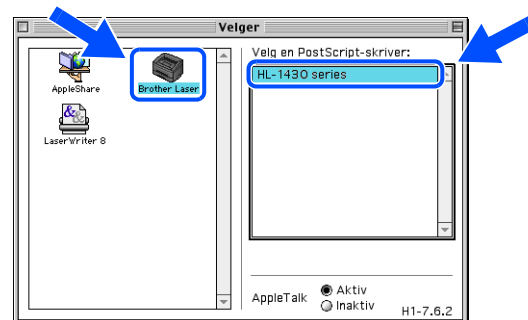 Velger
AppleShare
Brother Laser
LaserWriter 8
Velg en PostScript-skriver:
HL-1430 series
AppleTalk
Aktiv
Inaktiv
H1-7.6.2